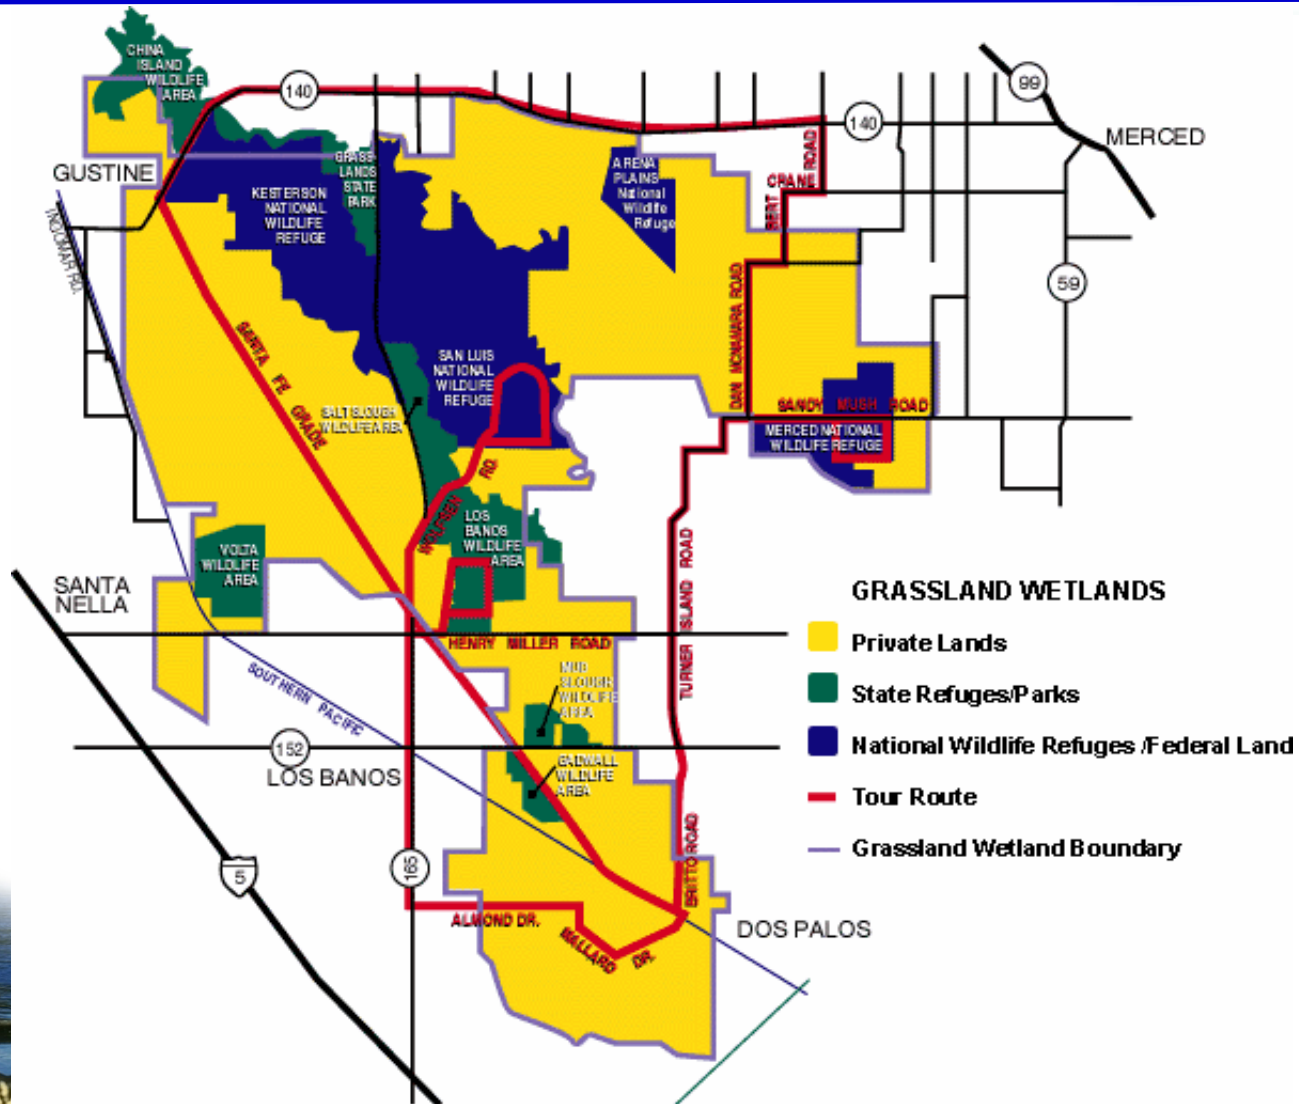 CHINA
ISLAND
WILDLIFE
AREA
140
99
140
MERCED
GUSTINE
GRASS-
LANDS
STATE
PARK
ARENA
PLAINS
National
Wildlife
Refuge
BERT CRANE ROAD
KESTERSON
NATIONAL
WILDLIFE
REFUGE
INGOMAR RD.
59
DAN MCNAMARA ROAD
SANTA FE GRADE
SAN LUIS
NATIONAL
WILDLIFE
REFUGE
SALT SLOUGH
WILDLIFE AREA
SANDY MUSH ROAD
MERCED NATIONAL
WILDLIFE REFUGE
WOLFSEN RD.
LOS
BANOS
WILDLIFE
AREA
VOLTA
WILDLIFE
AREA
TURNER ISLAND ROAD
SANTA
NELLA
GRASSLAND WETLANDS
HENRY MILLER ROAD
Private Lands
MUD
SLOUGH
WILDLIFE
AREA
SOUTHERN PACIFIC
State Refuges/Parks
152
National Wildlife Refuges /Federal Land
LOS BANOS
GADWALL
WILDLIFE
AREA
Tour Route
BRITTO ROAD
Grassland Wetland Boundary
5
165
ALMOND DR.
MALLARD DR.
DOS PALOS